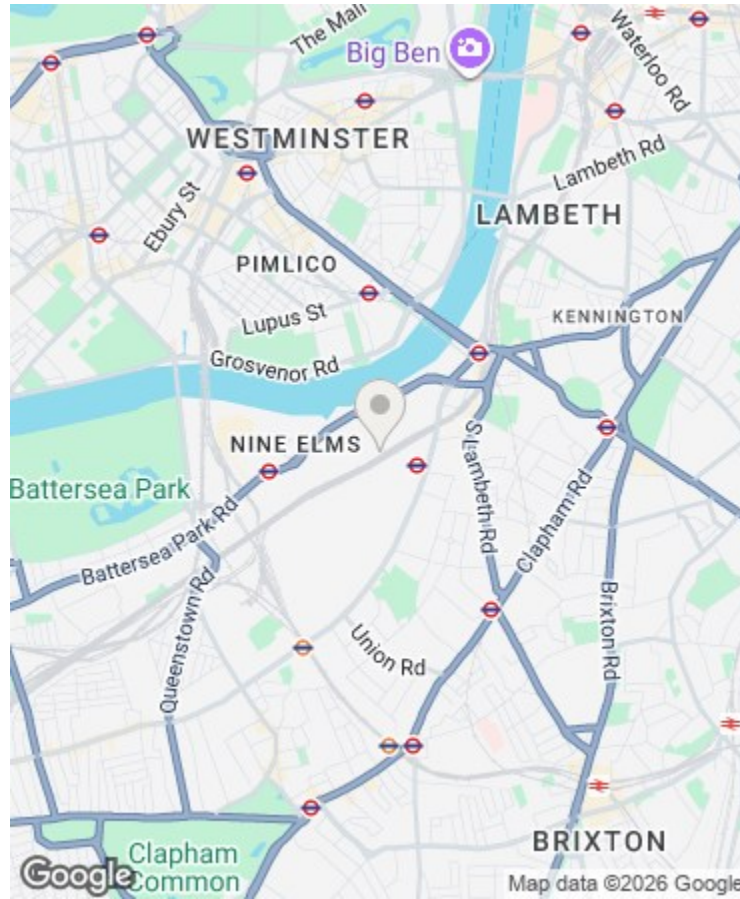 The Mall
Big Ben
Waterloo Rd
WESTMINSTER
Lambeth Rd
Ebury St
LAMBETH
PIMLICO
Lupus St
KENNINGTON
Grosvenor Rd
NINE ELMS
S Lambeth Rd
Battersea Park
Clapham Rd
Battersea Park Rd
Queenstown Rd
Brixton Rd
Union Rd
BRIXTON
Clapham
Common
Google
Map data ©2026 Google